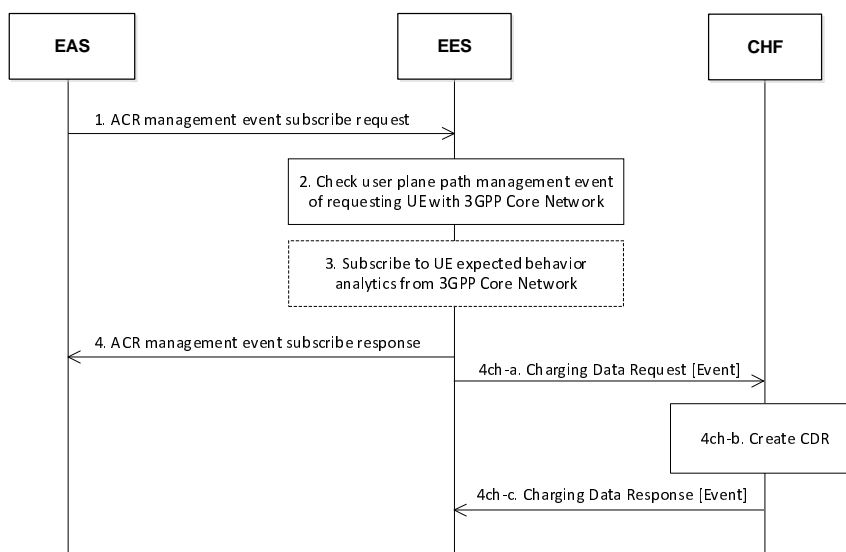 EAS
EES
CHF
1. ACR management event subscribe request
2. Check user plane path management event
of requesting UE with 3GPP Core Network
3. Subscribe to UE expected behavior
analytics from 3GPP Core Network
4. ACR management event subscribe response
4ch-a. Charging Data Request [Event]
4ch-b. Create CDR
4ch-c. Charging Data Response [Event]